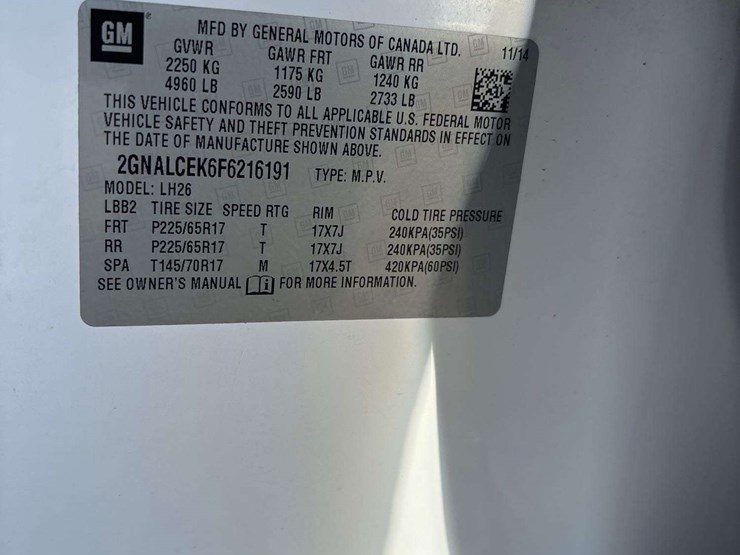 GM
MFD BY GENERAL MOTORS OF CANADA LTD. 11/14
GVWR GAWR FRT GAWR RR
2250 KG 1175 KG 1240 KG
4960 LB 2590 LB 2733 LB
THIS VEHICLE CONFORMS TO ALL APPLICABLE U.S. FEDERAL MOTOR
VEHICLE SAFETY AND THEFT PREVENTION STANDARDS IN EFFECT ON
THE DATE OF MANUFACTURE SHOWN ABOVE.
2GNALCEK6F6216191 TYPE: M.P.V.
MODEL: LH26
LBB2 TIRE SIZE SPEED RTG RIM COLD TIRE PRESSURE
FRT P225/65R17 T 17X7J 240KPA(35PSI)
RR P225/65R17 T 17X7J 240KPA(35PSI)
SPA T145/70R17 M 17X4.5T 420KPA(60PSI)
SEE OWNER'S MANUAL i FOR MORE INFORMATION.